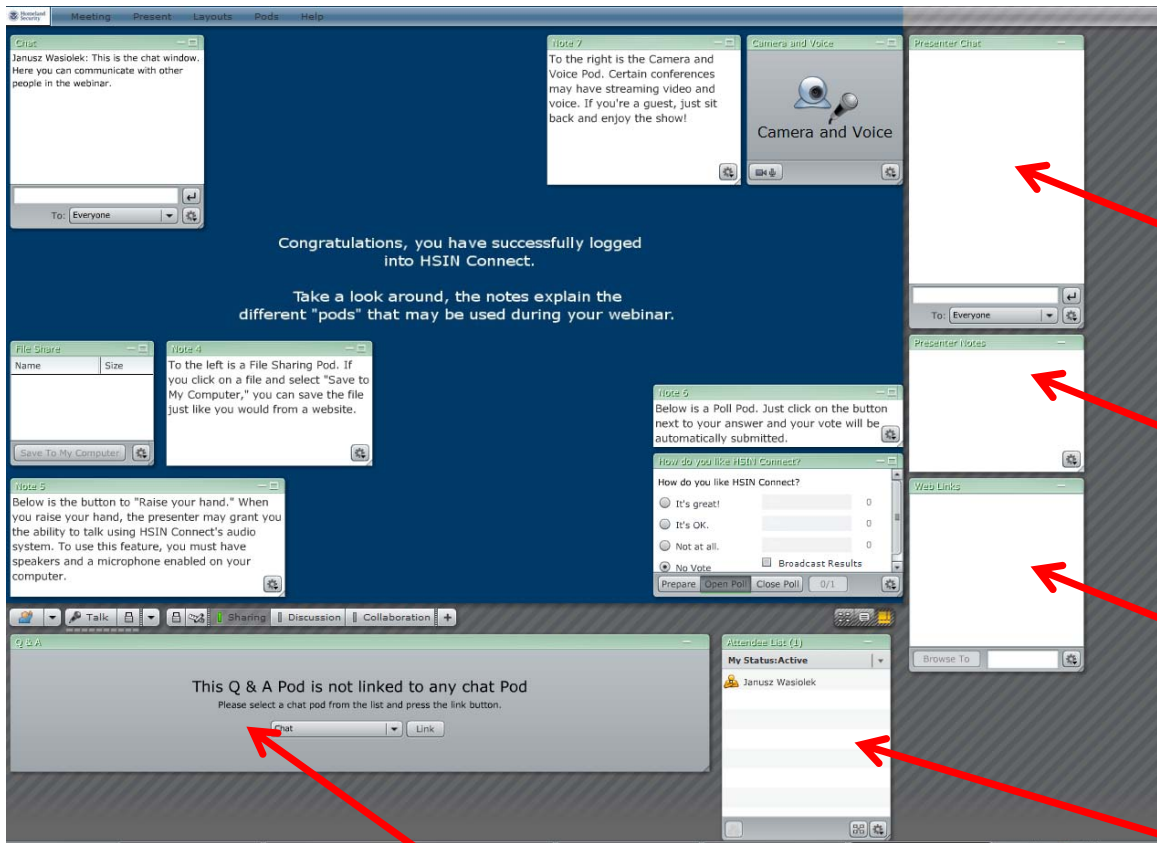 Homeland
Security
Meeting Present Layouts Pods Help
Chat
Janusz Wasiolek: This is the chat window.
Here you can communicate with other
people in the webinar.
To: Everyone
Note 7
To the right is the Camera and
Voice Pod. Certain conferences
may have streaming video and
voice. If you're a guest, just sit
back and enjoy the show!
Camera and Voice
Camera and Voice
Presenter Chat
To: Everyone
Congratulations, you have successfully logged
into HSIN Connect.
Take a look around, the notes explain the
different "pods" that may be used during your webinar.
File Share
Name Size
Save To My Computer
Note 4
To the left is a File Sharing Pod. If
you click on a file and select "Save to
My Computer," you can save the file
just like you would from a website.
Presenter Notes
Note 6
Below is a Poll Pod. Just click on the button
next to your answer and your vote will be
automatically submitted.
How do you like HSIN Connect?
How do you like HSIN Connect?
It's great! 0
It's OK. 0
Not at all. 0
No Vote
Broadcast Results
Prepare Open Poll Close Poll 0/1
Note 5
Below is the button to "Raise your hand." When
you raise your hand, the presenter may grant you
the ability to talk using HSIN Connect's audio
system. To use this feature, you must have
speakers and a microphone enabled on your
computer.
Web Links
Browse To
Talk Sharing Discussion Collaboration +
Q & A
This Q & A Pod is not linked to any chat Pod
Please select a chat pod from the list and press the link button.
Chat Link
Attendee List (1)
My Status:Active
Janusz Wasiolek